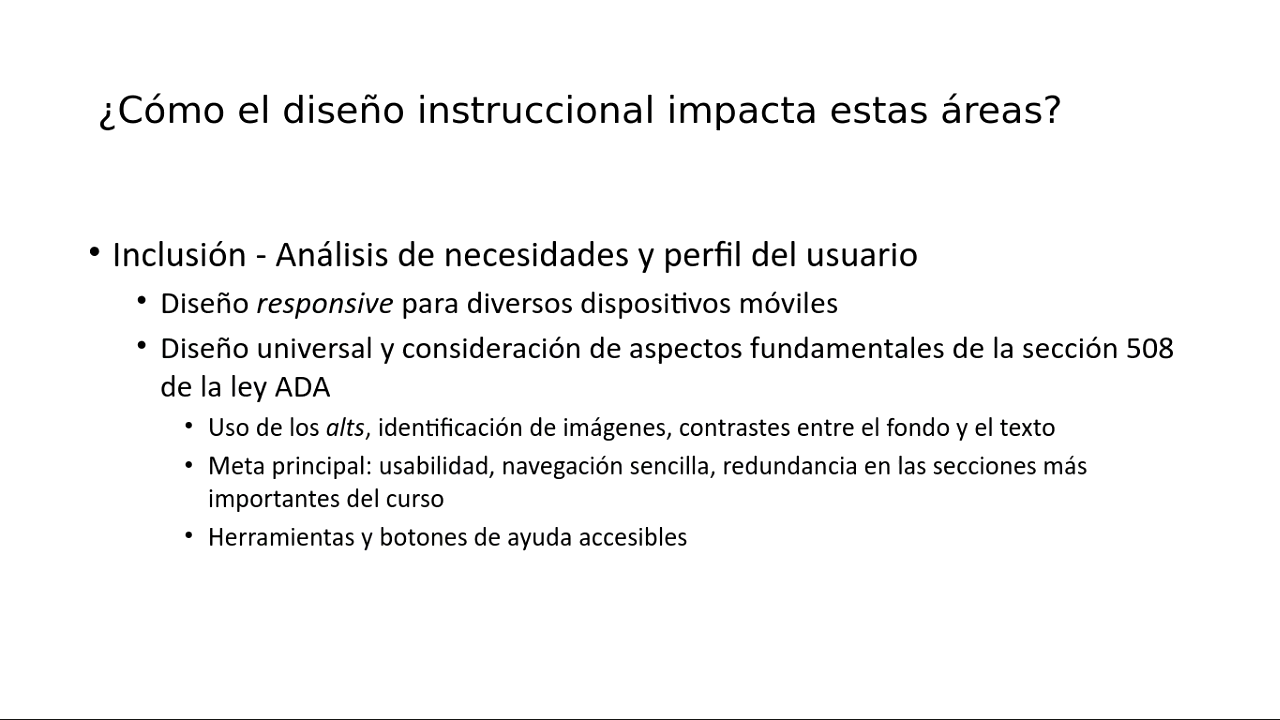 ¿Cómo el diseño instruccional impacta estas áreas?
• Inclusión - Análisis de necesidades y perfil del usuario
• Diseño responsive para diversos dispositivos móviles
• Diseño universal y consideración de aspectos fundamentales de la sección 508
de la ley ADA
• Uso de los alts, identificación de imágenes, contrastes entre el fondo y el texto
• Meta principal: usabilidad, navegación sencilla, redundancia en las secciones más
importantes del curso
• Herramientas y botones de ayuda accesibles